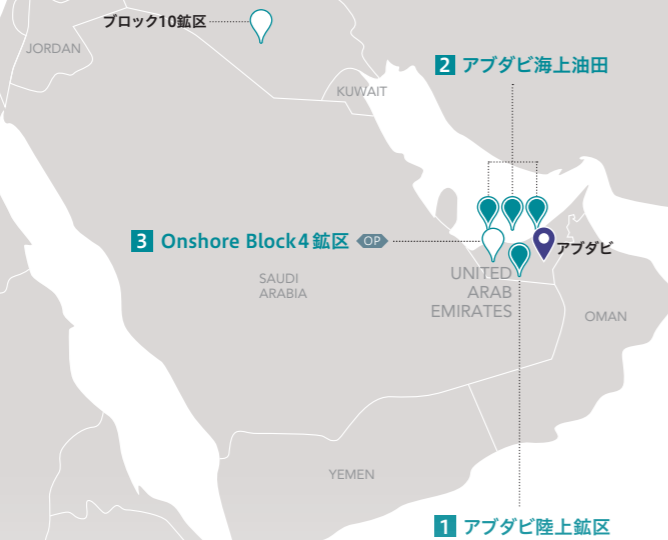 ブロック10鉱区
JORDAN
2 アブダビ海上油田
KUWAIT
3 Onshore Block4鉱区 OP
アブダビ
UNITED
ARAB
EMIRATES
SAUDI
ARABIA
OMAN
YEMEN
1 アブダビ陸上鉱区